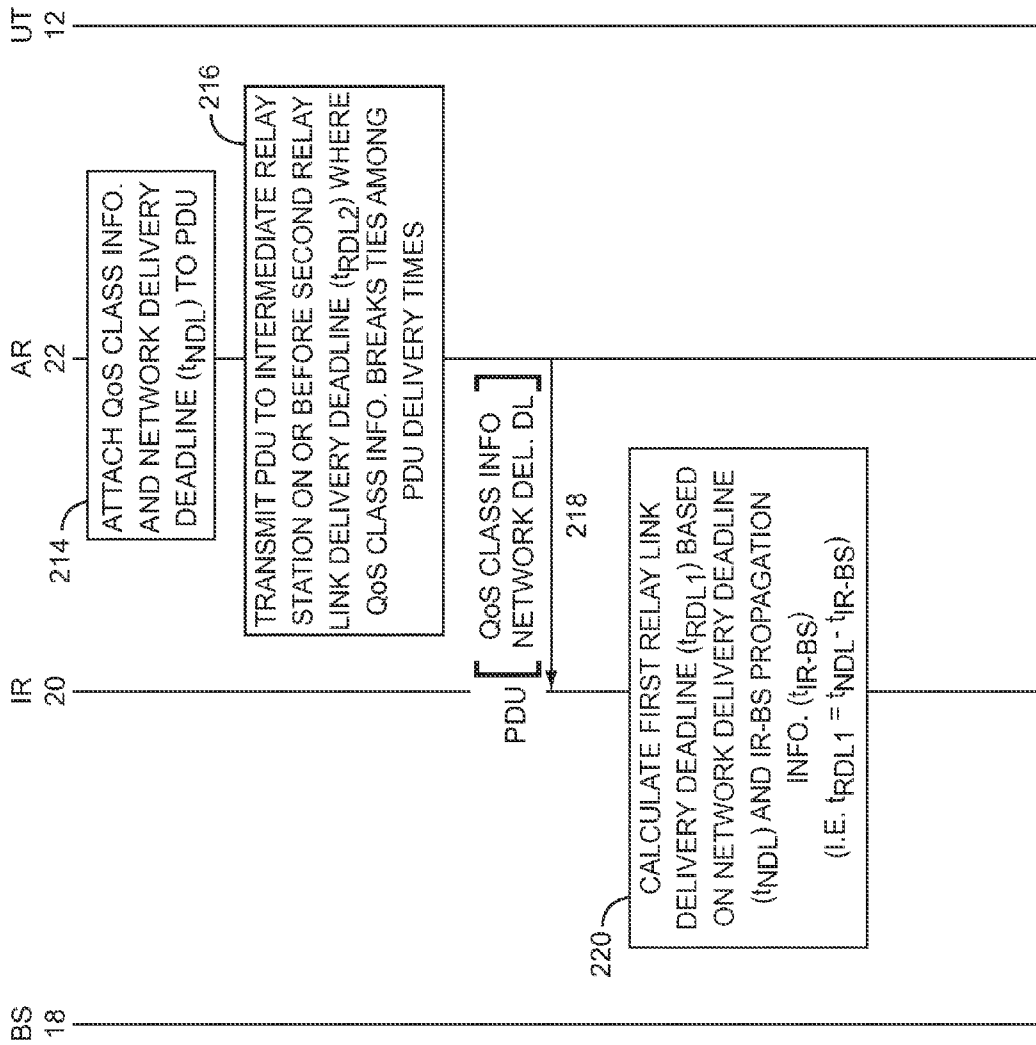 BS
18
IR
20
AR
22
UT
12
214
ATTACH QoS CLASS INFO.
AND NETWORK DELIVERY
DEADLINE (tNDL) TO PDU
216
TRANSMIT PDU TO INTERMEDIATE RELAY
STATION OR BEFORE SECOND RELAY
LINK DELIVERY DEADLINE (tRDL2) WHERE
QoS CLASS INFO. BREAKS TIES AMONG
PDU DELIVERY TIMES
PDU [QoS CLASS INFO
NETWORK DEL. DL]
218
220
CALCULATE FIRST RELAY LINK
DELIVERY DEADLINE (tRDL1) BASED
ON NETWORK DELIVERY DEADLINE
(tNDL) AND IR-BS PROPAGATION
INFO. (tIR-BS)
(I.E. tRDL1 = tNDL- tIR-BS)